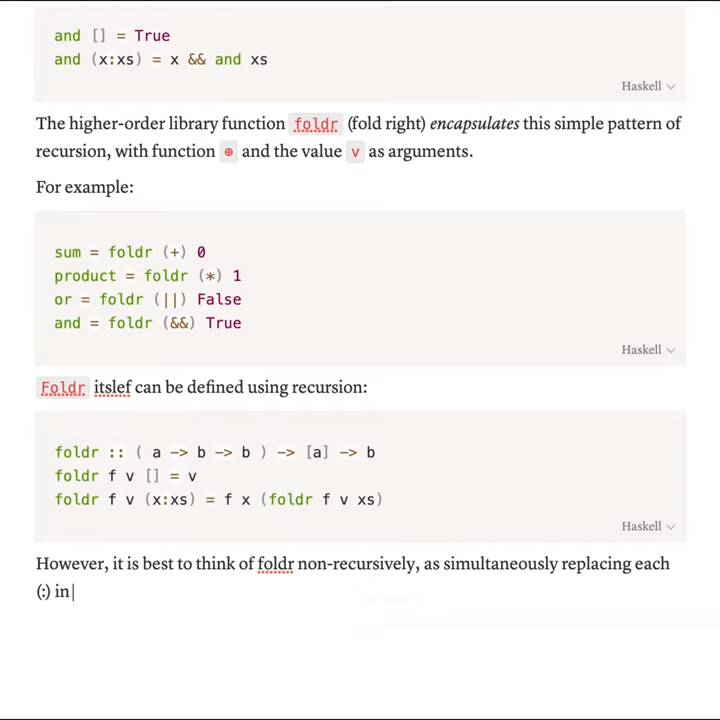 and [] = True
and (x:xs) = x && and xs
Haskell
The higher-order library function foldr (fold right) encapsulates this simple pattern of
recursion, with function ⊕ and the value v as arguments.
For example:
sum = foldr (+) 0
product = foldr (*) 1
or = foldr (||) False
and = foldr (&&) True
Haskell
Foldr itslef can be defined using recursion:
foldr :: ( a -> b -> b ) -> [a] -> b
foldr f v [] = v
foldr f v (x:xs) = f x (foldr f v xs)
Haskell
However, it is best to think of foldr non-recursively, as simultaneously replacing each
(:) in